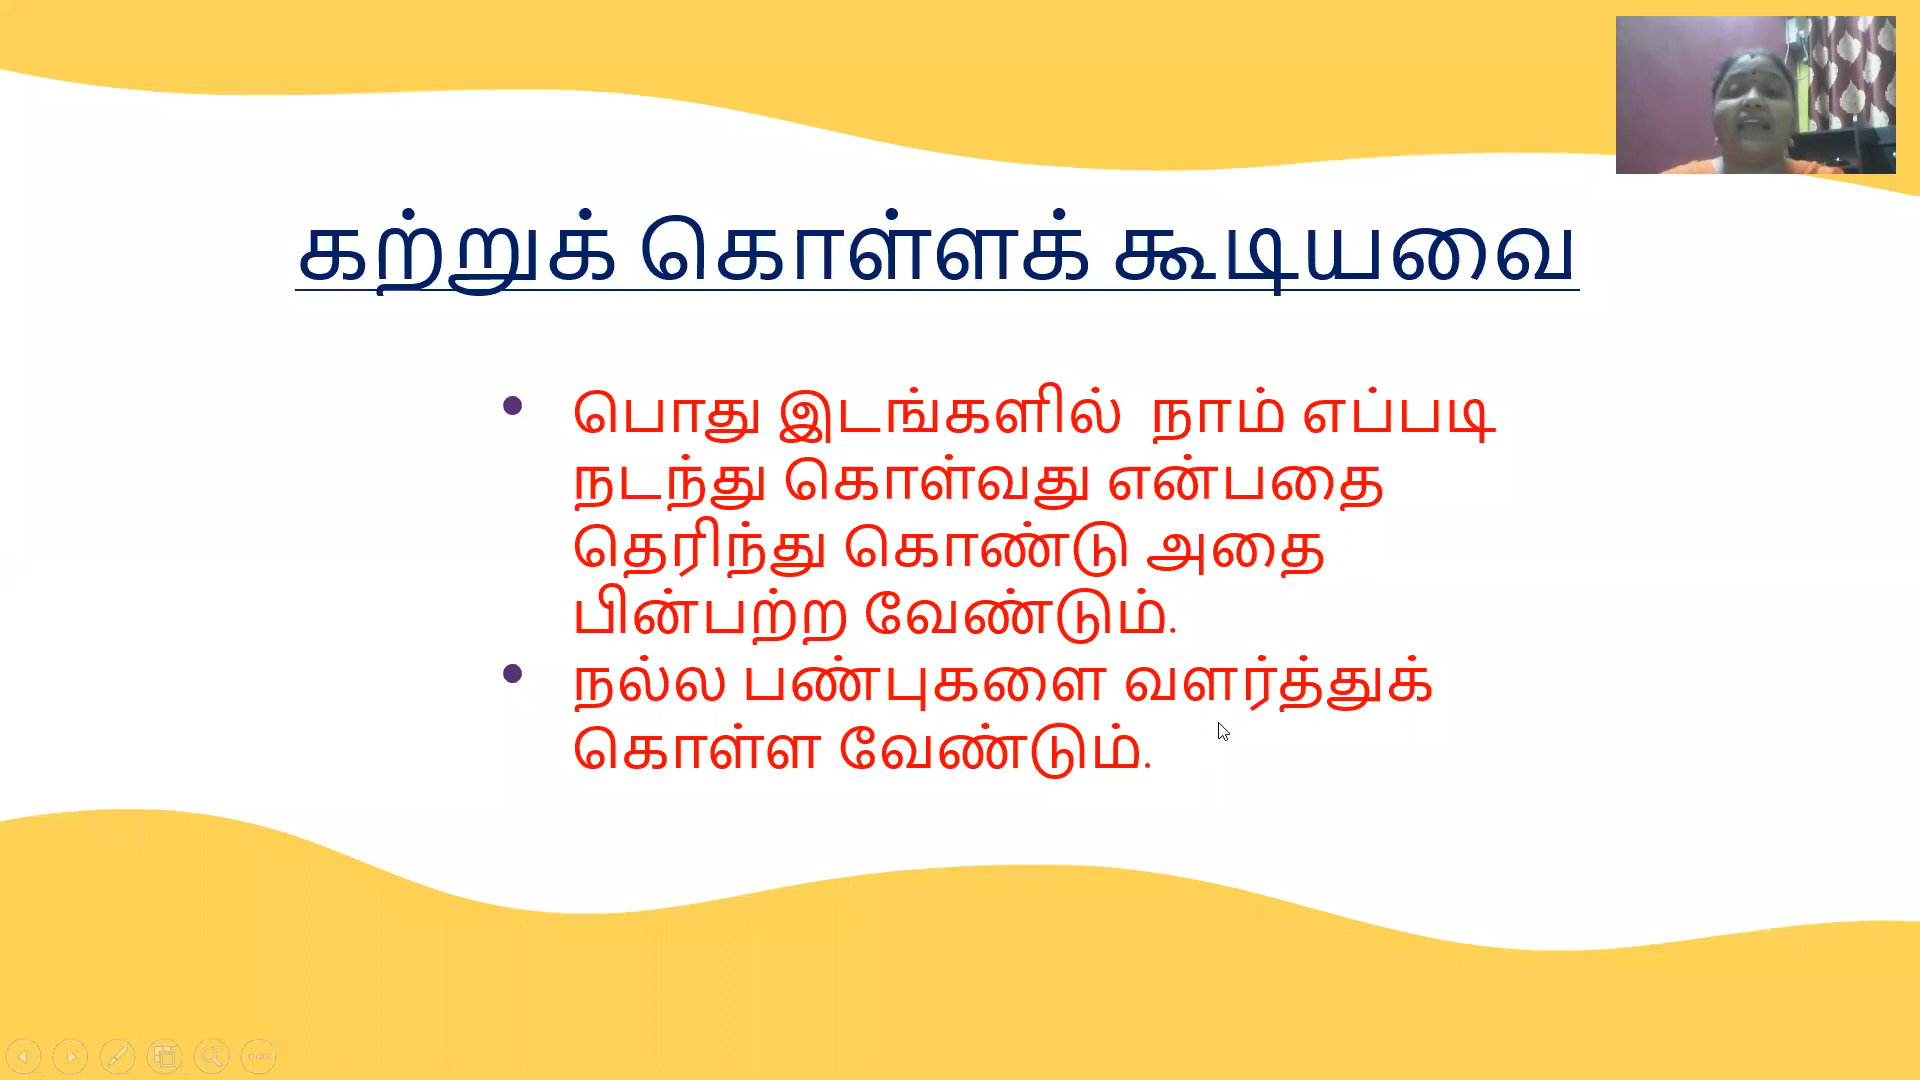 கற்றுக் கொள்ளக் கூடியவை
• பொது இடங்களில் நாம் எப்படி
நடந்து கொள்வது என்பதை
தெரிந்து கொண்டு அதை
பின்பற்ற வேண்டும்.
• நல்ல பண்புகளை வளர்த்துக்
கொள்ள வேண்டும்.